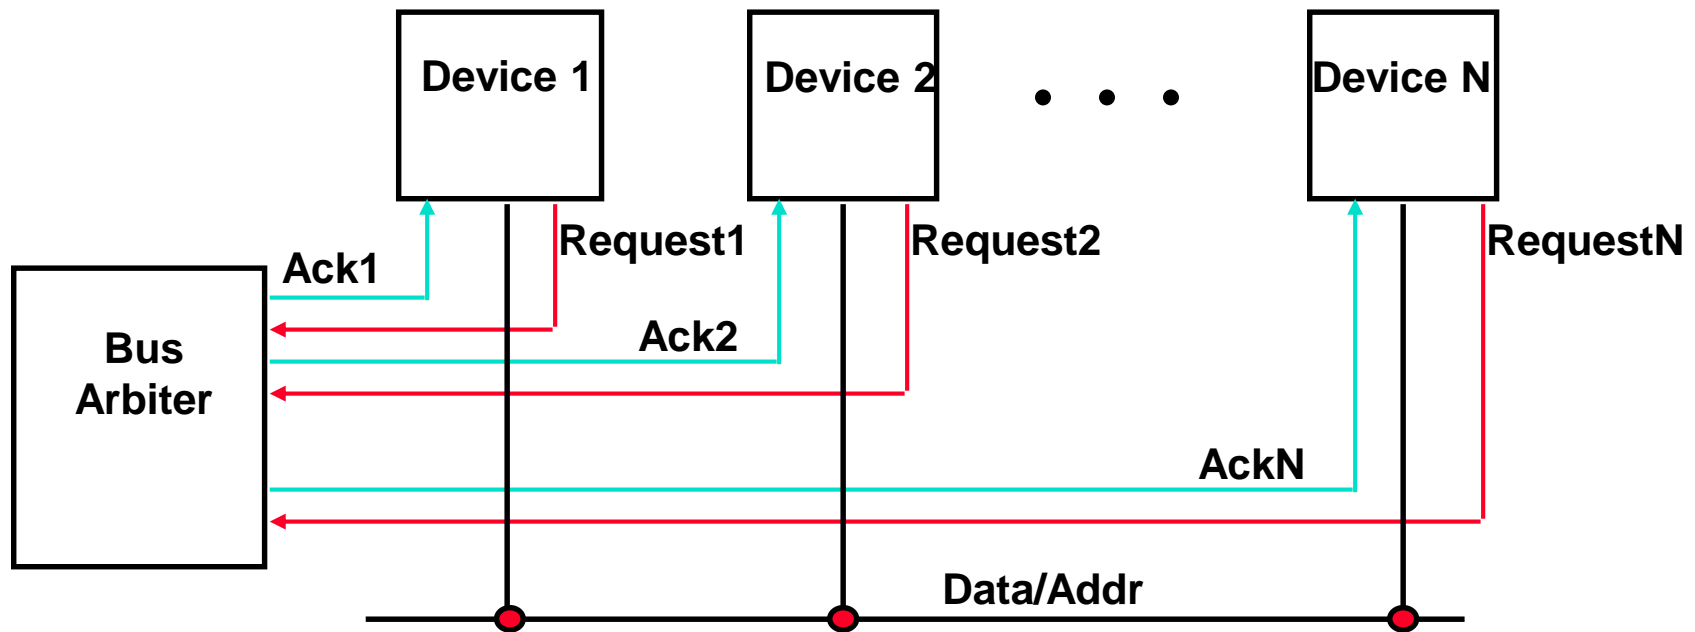 Device 1
Device 2
Device N
Request1
Request2
RequestN
Ack1
Ack2
Bus
Arbiter
AckN
Data/Addr